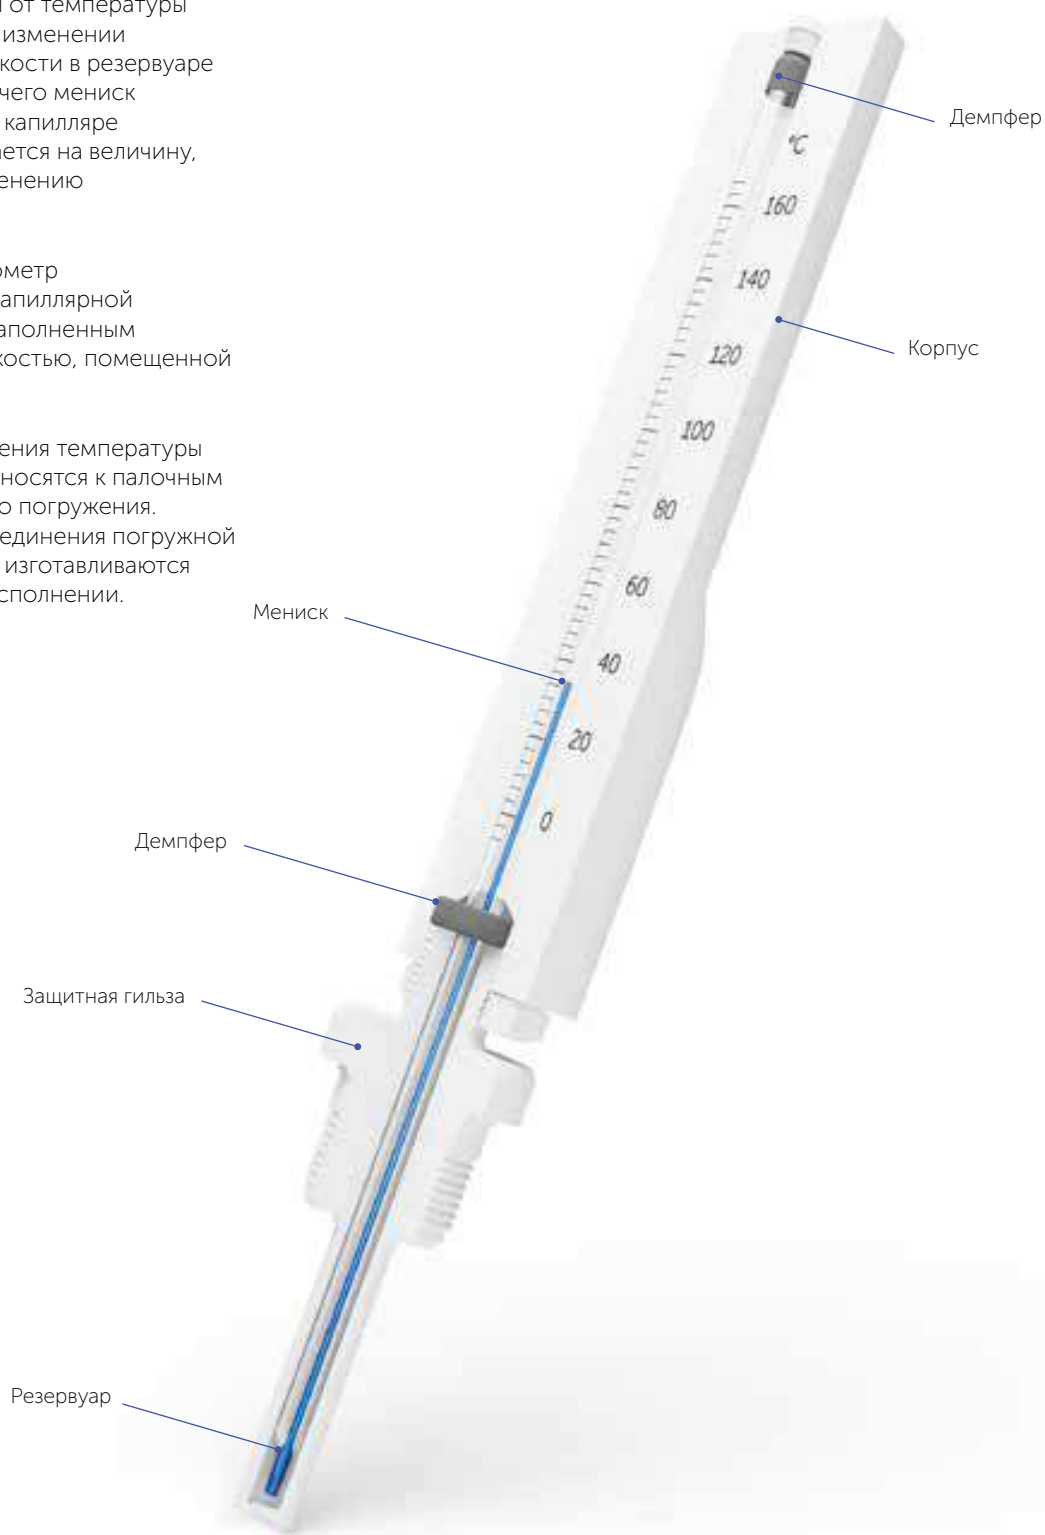 от температуры
изменении
кости в резервуаре
чего мениск
капилляре
ается на величину,
енению
ометр
апиллярной
аполненным
костью, помещенной
ения температуры
носятся к палочным
о погружения.
единения погружной
изготавливаются
сполнении.
Демпфер
°C
160
140
Корпус
120
100
80
60
Мениск
40
20
0
Демпфер
Защитная гильза
Резервуар